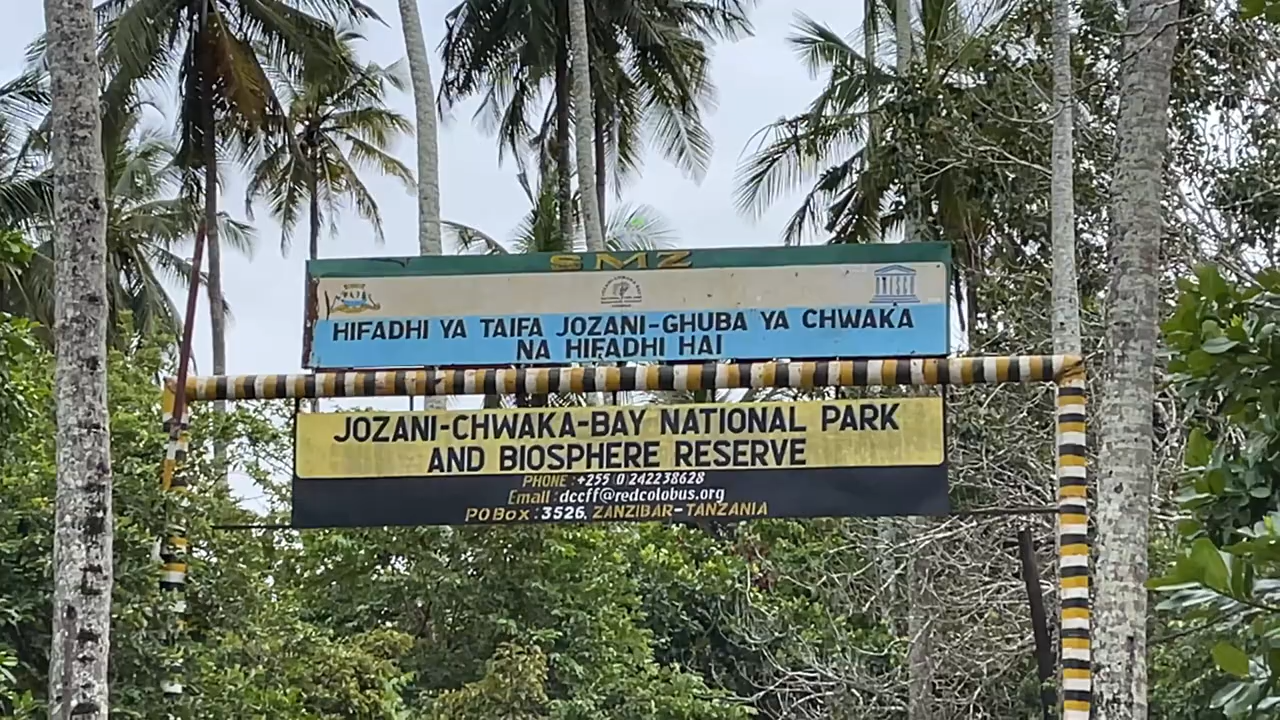 SMZ
UNESCO
HIFADHI YA TAIFA JOZANI-GHUBA YA CHWAKA
NA HIFADHI HAI
JOZANI-CHWAKA-BAY NATIONAL PARK
AND BIOSPHERE RESERVE
PHONE : +255 (0)242238628
Email : dccff@redcolobus.org
P O Box : 3526, ZANZIBAR-TANZANIA